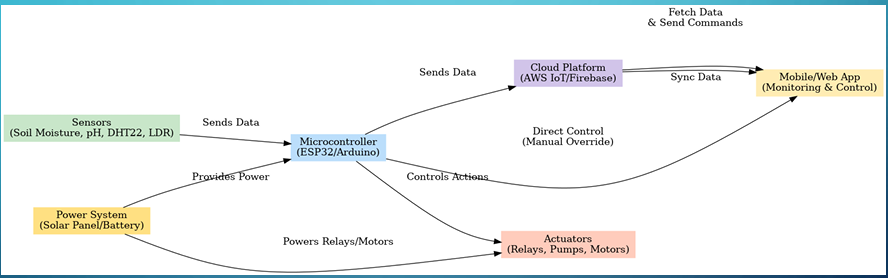 Fetch Data
& Send Commands
Cloud Platform
(AWS IoT/Firebase)
Sends Data
Sync Data
Mobile/Web App
(Monitoring & Control)
Sensors
(Soil Moisture, pH, DHT22, LDR)
Sends Data
Microcontroller
(ESP32/Arduino)
Direct Control
(Manual Override)
Provides Power
Controls Actions
Power System
(Solar Panel/Battery)
Powers Relays/Motors
Actuators
(Relays, Pumps, Motors)